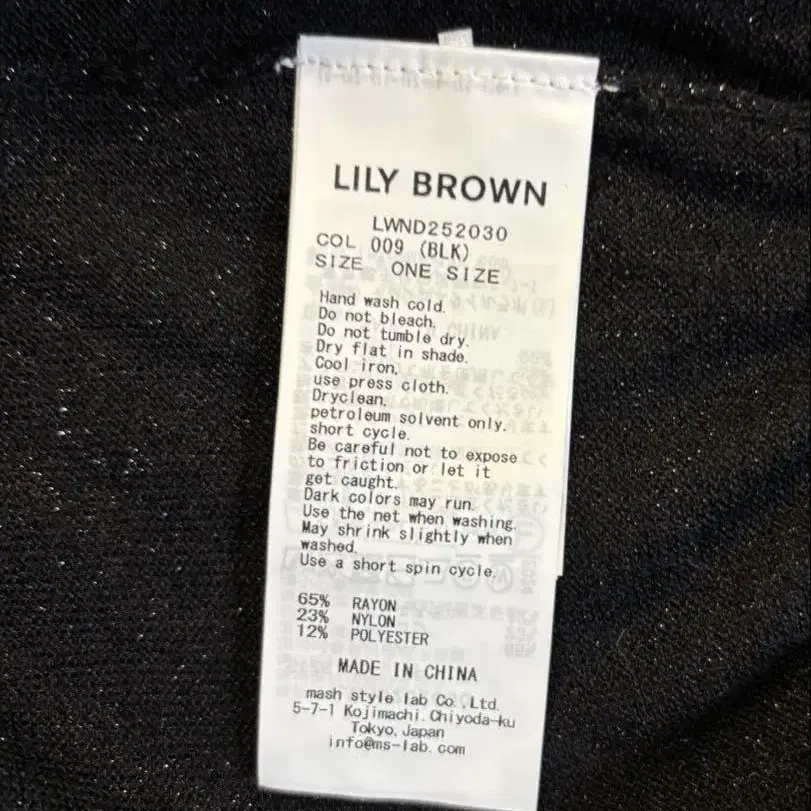 LILY BROWN
LWND252030
COL 009 (BLK)
SIZE ONE SIZE
Hand wash cold.
Do not bleach.
Do not tumble dry.
Dry flat in shade.
Cool iron.
use press cloth.
Dryclean.
petroleum solvent only.
short cycle.
Be careful not to expose
to friction or let it
get caught.
Dark colors may run.
Use the net when washing.
May shrink slightly when
washed.
Use a short spin cycle.
65% RAYON
23% NYLON
12% POLYESTER
MADE IN CHINA
mash style lab Co.,Ltd.
5-7-1 Kojimachi.Chiyoda-ku
Tokyo,Japan
info@ms-lab.com